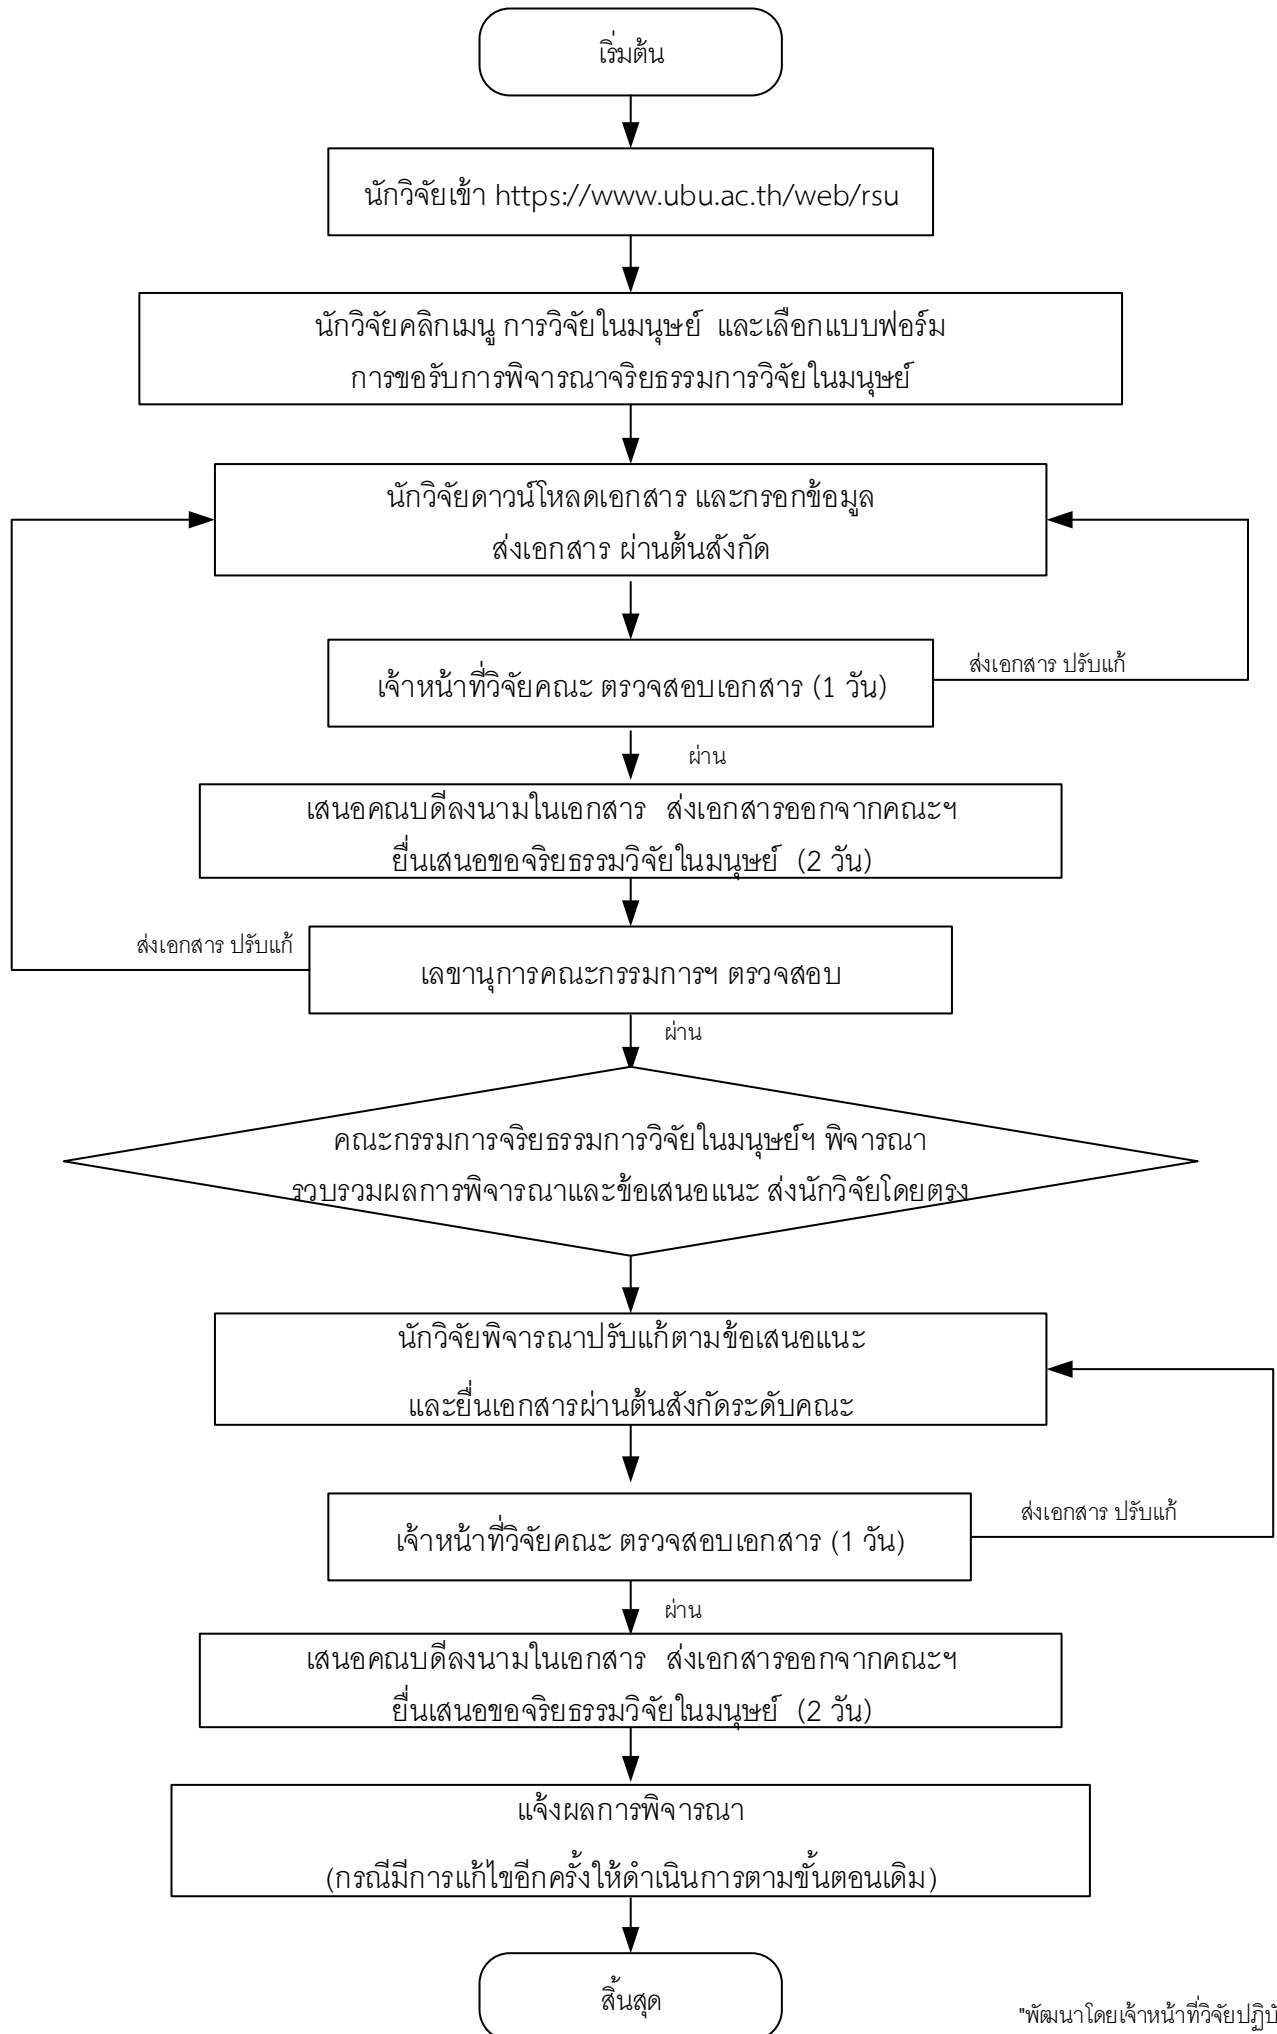 เริ่มต้น
นักวิจัยเข้า https://www.ubu.ac.th/web/rsu
นักวิจัยคลิกเมนู การวิจัยในมนุษย์ และเลือกแบบฟอร์ม
การขอรับการพิจารณาจริยธรรมการวิจัยในมนุษย์
นักวิจัยดาวน์โหลดเอกสาร และกรอกข้อมูล
ส่งเอกสาร ผ่านต้นสังกัด
เจ้าหน้าที่วิจัยคณะ ตรวจสอบเอกสาร (1 วัน)
ส่งเอกสาร ปรับแก้
ผ่าน
เสนอคณบดีลงนามในเอกสาร ส่งเอกสารออกจากคณะฯ
ยื่นเสนอขอจริยธรรมวิจัยในมนุษย์ (2 วัน)
ส่งเอกสาร ปรับแก้
เลขานุการคณะกรรมการฯ ตรวจสอบ
ผ่าน
คณะกรรมการจริยธรรมการวิจัยในมนุษย์ฯ พิจารณา
รวบรวมผลการพิจารณาและข้อเสนอแนะ ส่งนักวิจัยโดยตรง
นักวิจัยพิจารณาปรับแก้ตามข้อเสนอแนะ
และยื่นเอกสารผ่านต้นสังกัดระดับคณะ
ส่งเอกสาร ปรับแก้
เจ้าหน้าที่วิจัยคณะ ตรวจสอบเอกสาร (1 วัน)
ผ่าน
เสนอคณบดีลงนามในเอกสาร ส่งเอกสารออกจากคณะฯ
ยื่นเสนอขอจริยธรรมวิจัยในมนุษย์ (2 วัน)
แจ้งผลการพิจารณา
(กรณีมีการแก้ไขอีกครั้งให้ดำเนินการตามขั้นตอนเดิม)
สิ้นสุด
"พัฒนาโดยเจ้าหน้าที่วิจัย